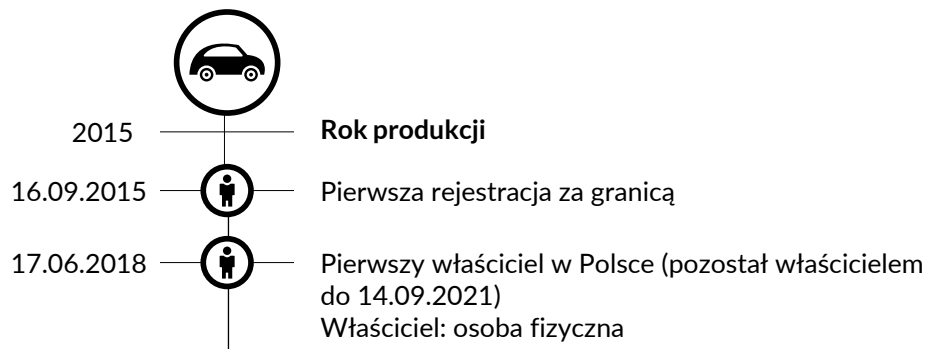 2015 Rok produkcji
16.09.2015 Pierwsza rejestracja za granicą
17.06.2018 Pierwszy właściciel w Polsce (pozostał właścicielem
do 14.09.2021)
Właściciel: osoba fizyczna